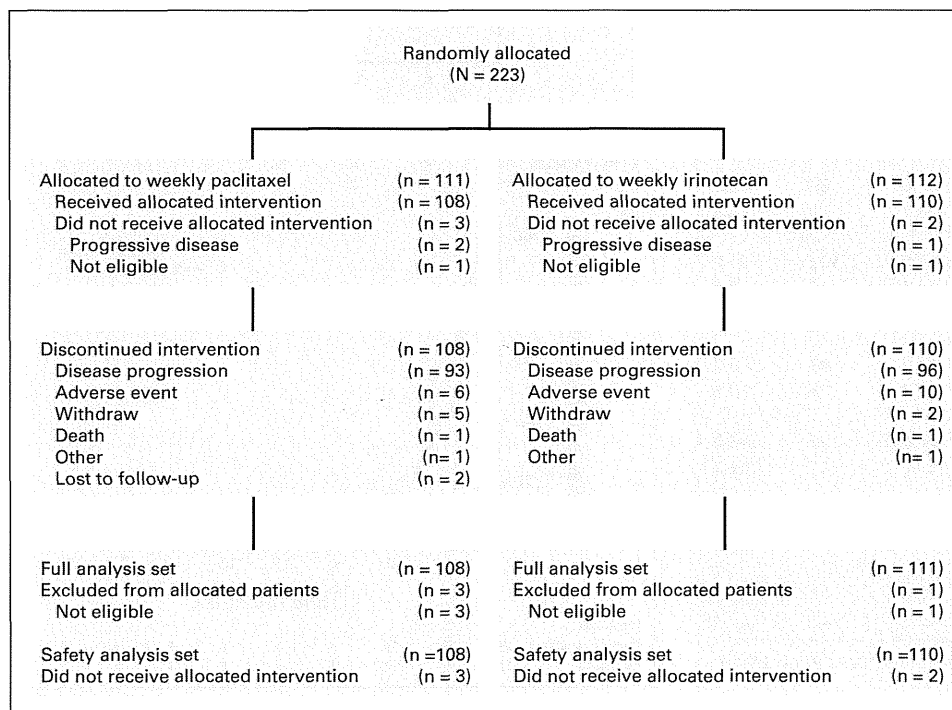 Randomly allocated
(N = 223)
Allocated to weekly paclitaxel (n = 111)
Received allocated intervention (n = 108)
Did not receive allocated intervention (n = 3)
Progressive disease (n = 2)
Not eligible (n = 1)
Allocated to weekly irinotecan (n = 112)
Received allocated intervention (n = 110)
Did not receive allocated intervention (n = 2)
Progressive disease (n = 1)
Not eligible (n = 1)
Discontinued intervention (n = 108)
Disease progression (n = 93)
Adverse event (n = 6)
Withdraw (n = 5)
Death (n = 1)
Other (n= 1)
Lost to follow-up (n = 2)
Discontinued intervention (n = 110)
Disease progression (n = 96)
Adverse event (n = 10)
Withdraw (n = 2)
Death (n = 1)
Other (n= 1)
Full analysis set (n = 108)
Excluded from allocated patients (n = 3)
Not eligible (n = 3)
Safety analysis set (n =108)
Did not receive allocated intervention (n = 3)
Full analysis set (n = 111)
Excluded from allocated patients (n = 1)
Not eligible (n = 1)
Safety analysis set (n =110)
Did not receive allocated intervention (n = 2)